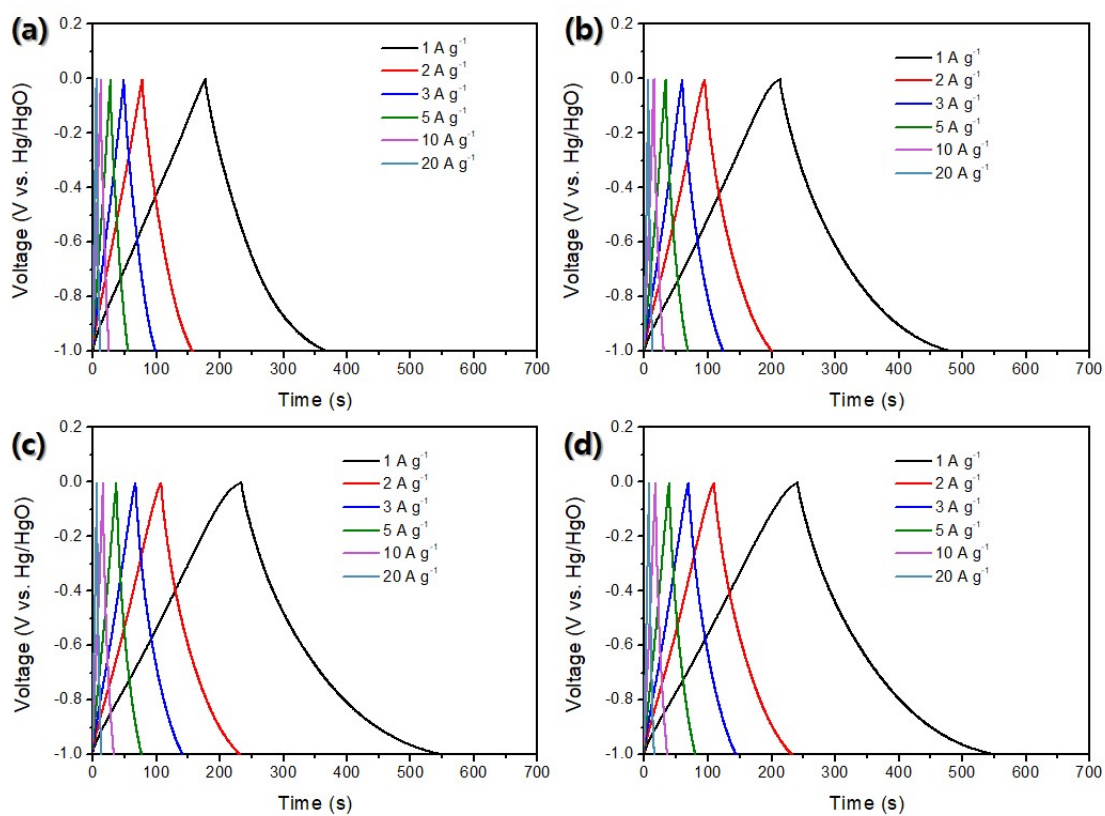 (a)
0.2
0.0
-0.2
-0.4
-0.6
-0.8
-1.0
Voltage (V vs. Hg/HgO)
1 A g⁻¹
2 A g⁻¹
3 A g⁻¹
5 A g⁻¹
10 A g⁻¹
20 A g⁻¹
0 100 200 300 400 500 600 700
Time (s)
(b)
0.2
0.0
-0.2
-0.4
-0.6
-0.8
-1.0
Voltage (V vs. Hg/HgO)
1 A g⁻¹
2 A g⁻¹
3 A g⁻¹
5 A g⁻¹
10 A g⁻¹
20 A g⁻¹
0 100 200 300 400 500 600 700
Time (s)
(c)
0.2
0.0
-0.2
-0.4
-0.6
-0.8
-1.0
Voltage (V vs. Hg/HgO)
1 A g⁻¹
2 A g⁻¹
3 A g⁻¹
5 A g⁻¹
10 A g⁻¹
20 A g⁻¹
0 100 200 300 400 500 600 700
Time (s)
(d)
0.2
0.0
-0.2
-0.4
-0.6
-0.8
-1.0
Voltage (V vs. Hg/HgO)
1 A g⁻¹
2 A g⁻¹
3 A g⁻¹
5 A g⁻¹
10 A g⁻¹
20 A g⁻¹
0 100 200 300 400 500 600 700
Time (s)